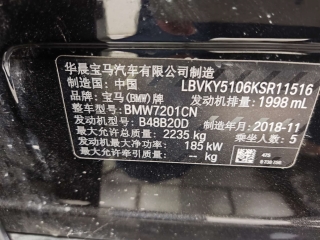 华晨宝马汽车有限公司制造
制造国：中国 LBVKY5106KSR11516
品牌：宝马(BMW)牌 发动机排量：1998 mL
整车型号：BMW7201CN
发动机型号：B48B20D 制造年月：2018-11
最大允许总质量：2235 kg 乘坐人数：5
发动机最大净功率：185 kW
最大允许牵引质量：-- kg